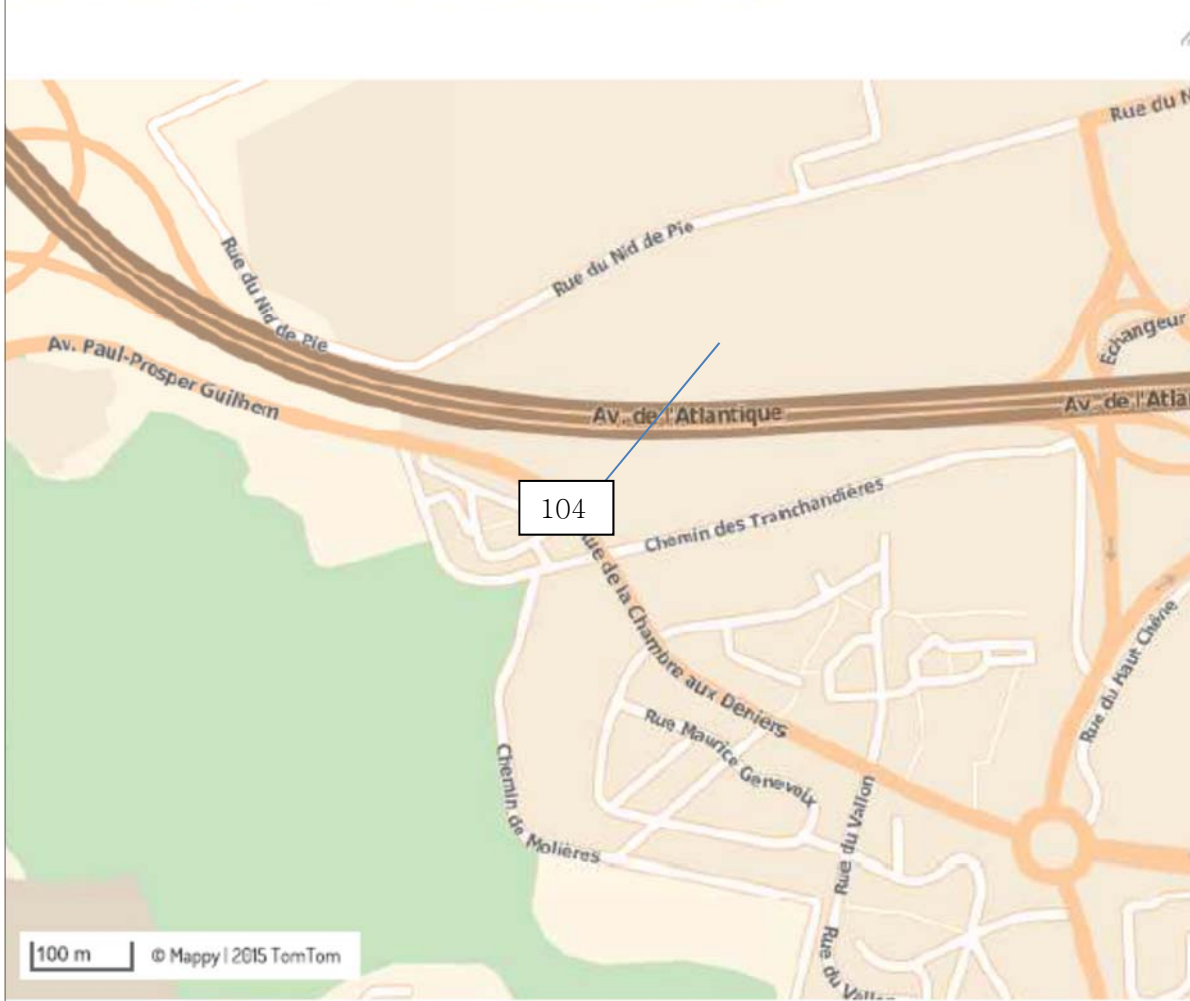 Rue du N
Rue du Nid de Pie
Rue du Nid de Pie
Av. Paul-Prosper Guilhem
Echangeur
Av. de l'Atlantique
Av. de l'Atla
104
Chemin des Tranchandières
Rue de la Chambre aux Deniers
Rue du Haut Chêne
Rue Maurice Genevoix
Chemin de Molières
Rue du Vallon
Rue du Vallon
100 m
© Mappy | 2015 TomTom